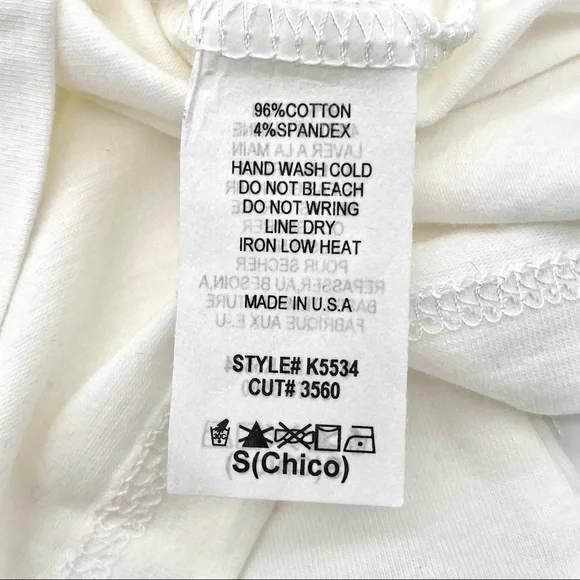 96%COTTON
4%SPANDEX
HAND WASH COLD
DO NOT BLEACH
DO NOT WRING
LINE DRY
IRON LOW HEAT
MADE IN U.S.A
STYLE# K5534
CUT# 3560
S(Chico)